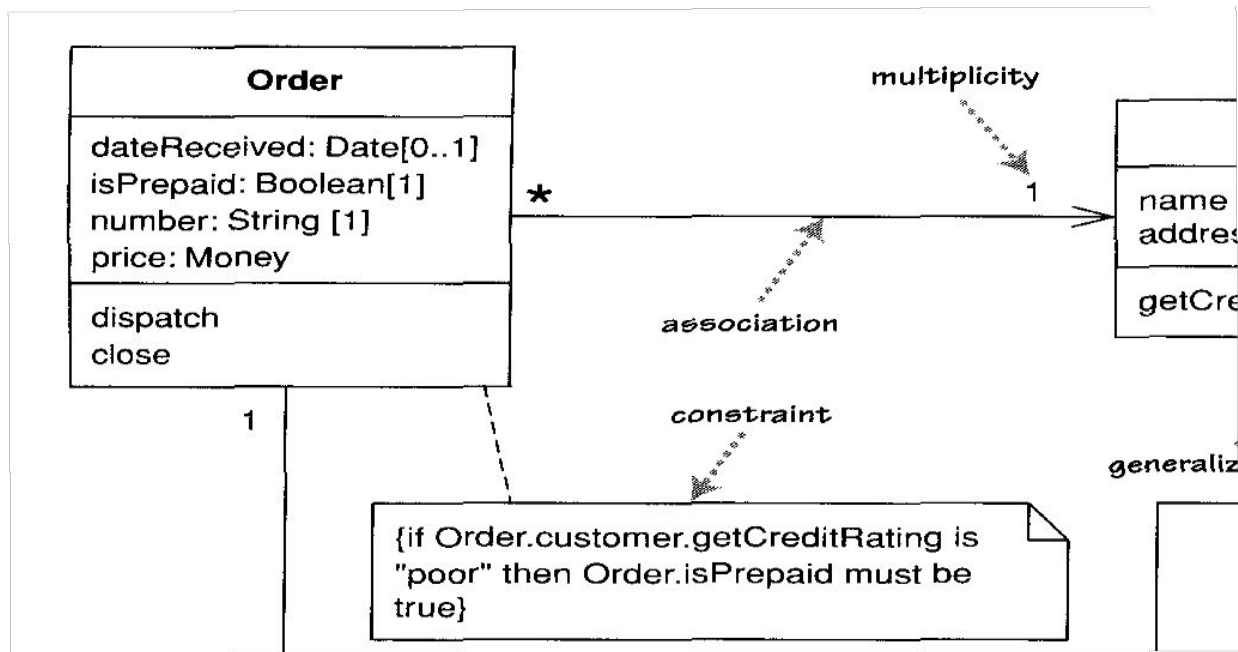 Order
dateReceived: Date[0..1]
isPrepaid: Boolean[1]
number: String [1]
price: Money
dispatch
close
*
multiplicity
1
association
name
1
constraint
{if Order.customer.getCreditRating is
"poor" then Order.isPrepaid must be
true}